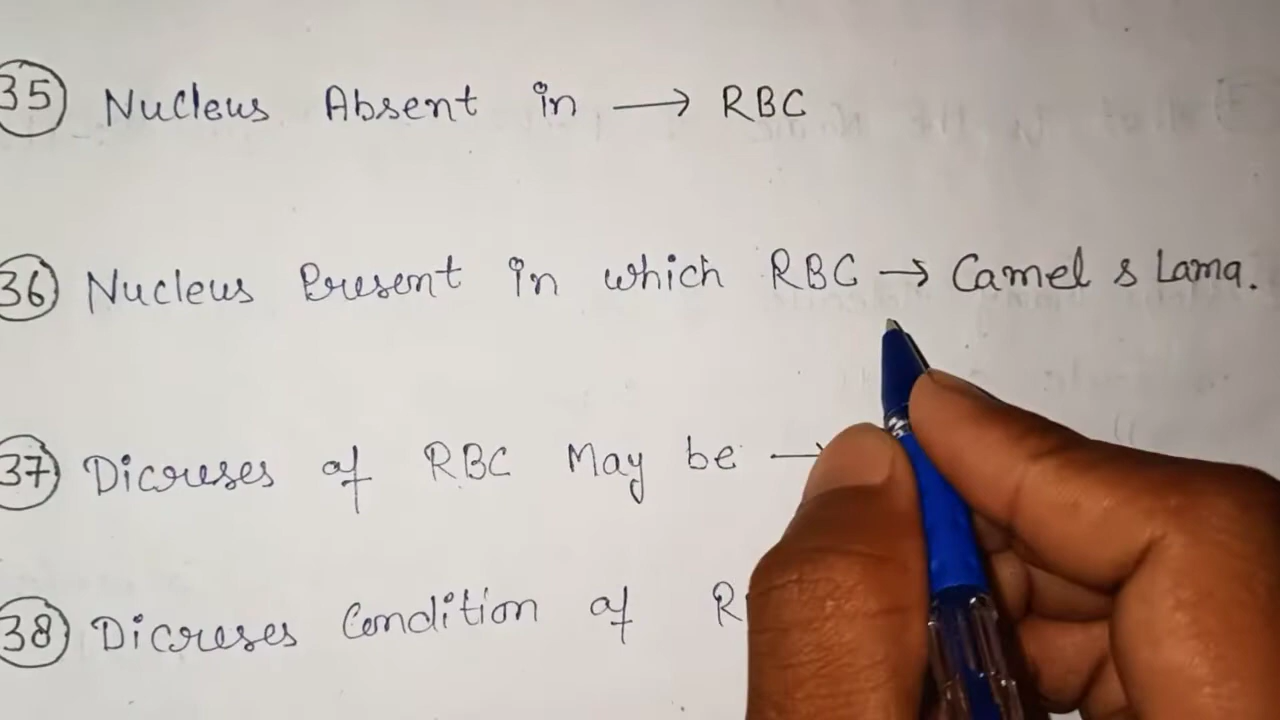 35 Nucleus Absent in → RBC
36 Nucleus Present in which RBC → Camel & Lama.
37 Dicreses of RBC May be →
38 Dicreses Condition of